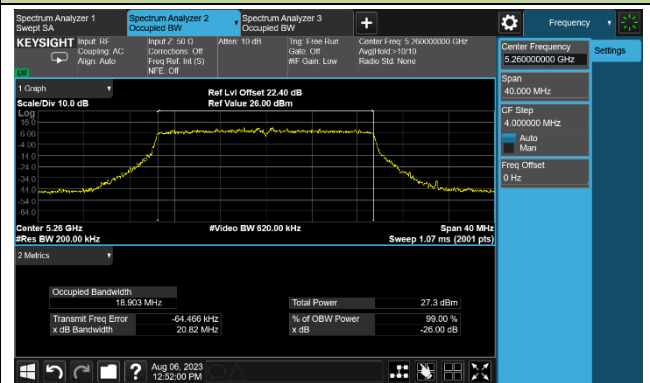 Spectrum Analyzer 1
Swept SA
Spectrum Analyzer 2
Occupied BW
Spectrum Analyzer 3
Occupied BW
Frequency
KEYSIGHT
Input: RF
Coupling: AC
Align: Auto
Input Z: 50 Ω
Corrections: Off
Freq Ref: Int (S)
NFE: Off
Atten: 10 dB
Trig: Free Run
Gate: Off
#IF Gain: Low
Center Freq: 5.260000000 GHz
Avg|Hold:>10/10
Radio Std: None
LXI
Center Frequency
5.260000000 GHz
Settings
Span
40.000 MHz
CF Step
4.000000 MHz
Auto
Man
Freq Offset
0 Hz
1 Graph
Scale/Div 10.0 dB
Ref Lvl Offset 22.40 dB
Ref Value 26.00 dBm
Log
16.0
6.00
-4.00
-14.0
-24.0
-34.0
-44.0
-54.0
-64.0
Center 5.26 GHz
#Res BW 200.00 kHz
#Video BW 620.00 kHz
Span 40 MHz
Sweep 1.07 ms (2001 pts)
2 Metrics
Occupied Bandwidth
18.903 MHz
Total Power 27.3 dBm
Transmit Freq Error -64.466 kHz
% of OBW Power 99.00 %
x dB Bandwidth 20.82 MHz
x dB -26.00 dB
Aug 06, 2023
12:52:00 PM